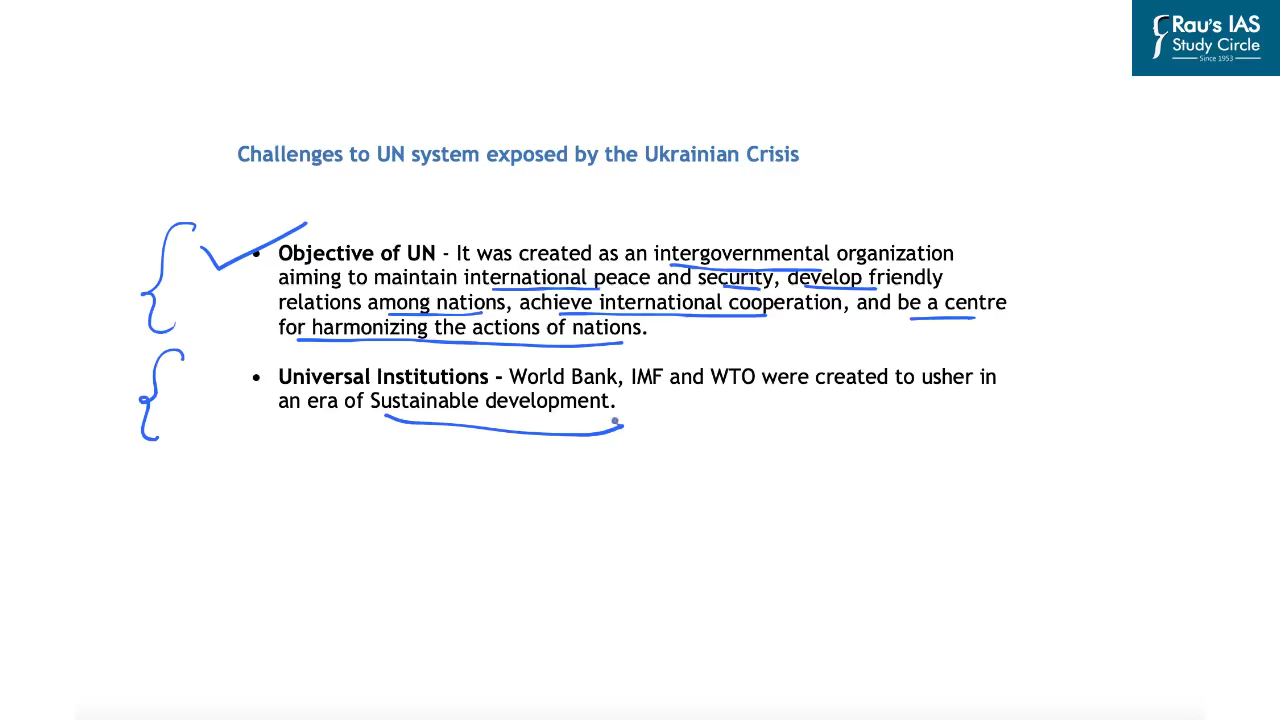 Rau's IAS
Study Circle
Since 1953
Challenges to UN system exposed by the Ukrainian Crisis
• Objective of UN - It was created as an intergovernmental organization
aiming to maintain international peace and security, develop friendly
relations among nations, achieve international cooperation, and be a centre
for harmonizing the actions of nations.
• Universal Institutions - World Bank, IMF and WTO were created to usher in
an era of Sustainable development.